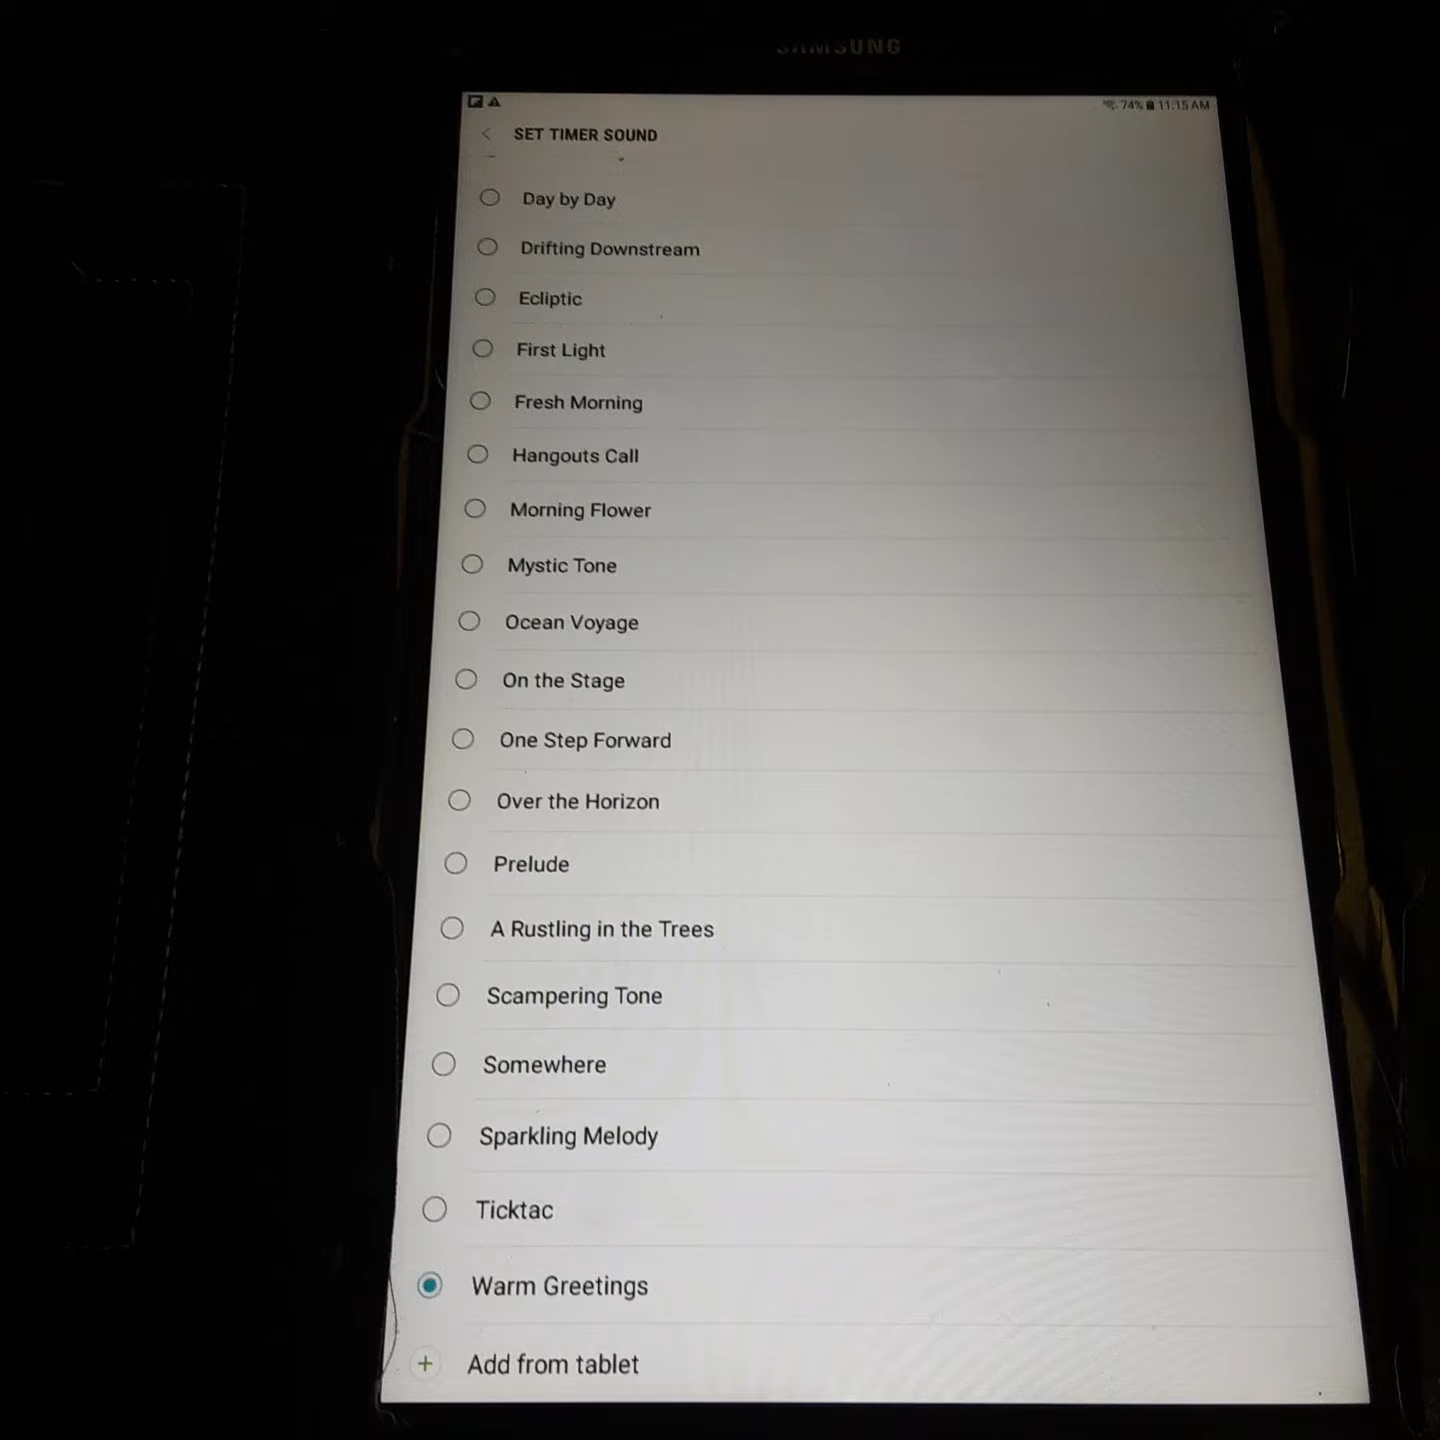 SAMSUNG
74% 11:15 AM
SET TIMER SOUND
Day by Day
Drifting Downstream
Ecliptic
First Light
Fresh Morning
Hangouts Call
Morning Flower
Mystic Tone
Ocean Voyage
On the Stage
One Step Forward
Over the Horizon
Prelude
A Rustling in the Trees
Scampering Tone
Somewhere
Sparkling Melody
Ticktac
Warm Greetings
Add from tablet